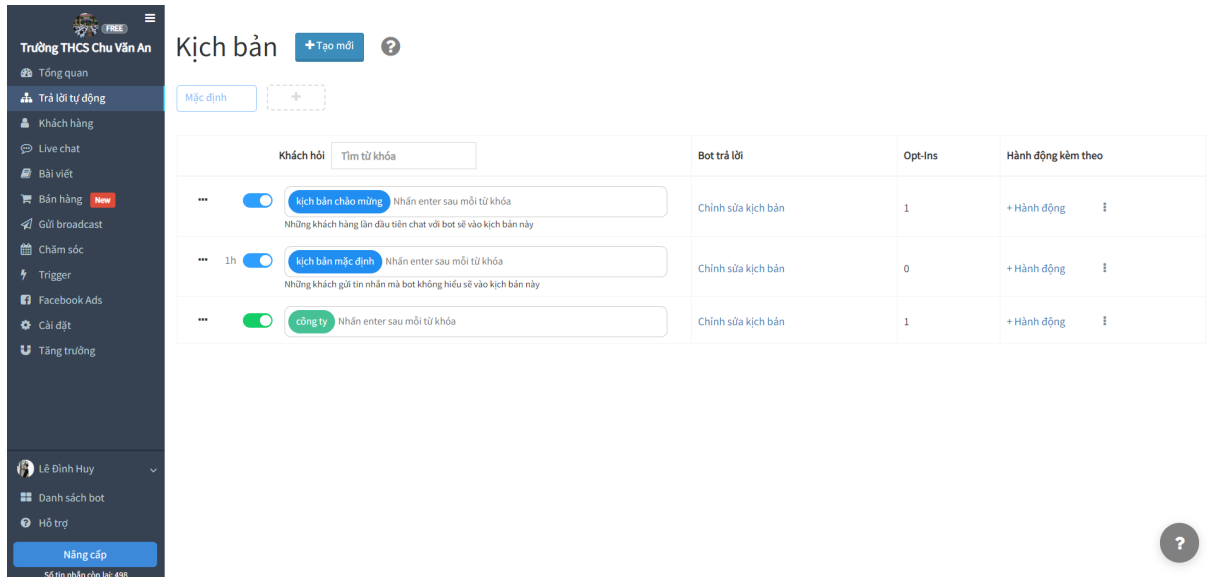 FREE
Trường THCS Chu Văn An
Tổng quan
Trả lời tự động
Khách hàng
Live chat
Bài viết
Bán hàng New
Gửi broadcast
Chăm sóc
Trigger
Facebook Ads
Cài đặt
Tăng trưởng
Lê Đình Huy
Danh sách bot
Hỗ trợ
Nâng cấp
Số tin nhắn còn lại: 498
Kịch bản +Tạo mới ?
Mặc định +
Khách hỏi Tìm từ khóa Bot trả lời Opt-Ins Hành động kèm theo
kịch bản chào mừng Nhấn enter sau mỗi từ khóa Chỉnh sửa kịch bản 1 + Hành động
Những khách hàng lần đầu tiên chat với bot sẽ vào kịch bản này
1h kịch bản mặc định Nhấn enter sau mỗi từ khóa Chỉnh sửa kịch bản 0 + Hành động
Những khách gửi tin nhắn mà bot không hiểu sẽ vào kịch bản này
công ty Nhấn enter sau mỗi từ khóa Chỉnh sửa kịch bản 1 + Hành động
?